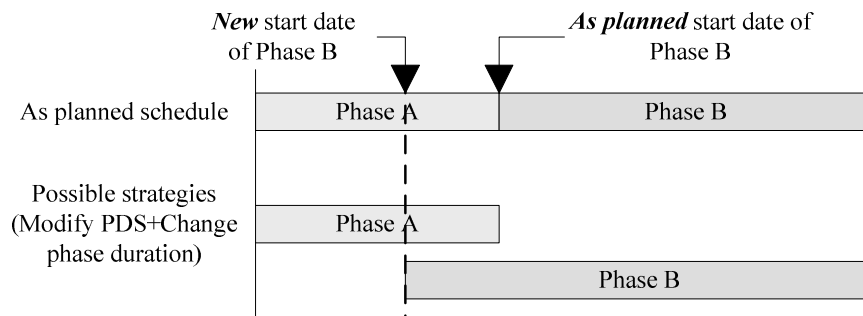 New start date
of Phase B
As planned start date of
Phase B
As planned schedule
Phase A
Phase B
Possible strategies
(Modify PDS+Change
phase duration)
Phase A
Phase B